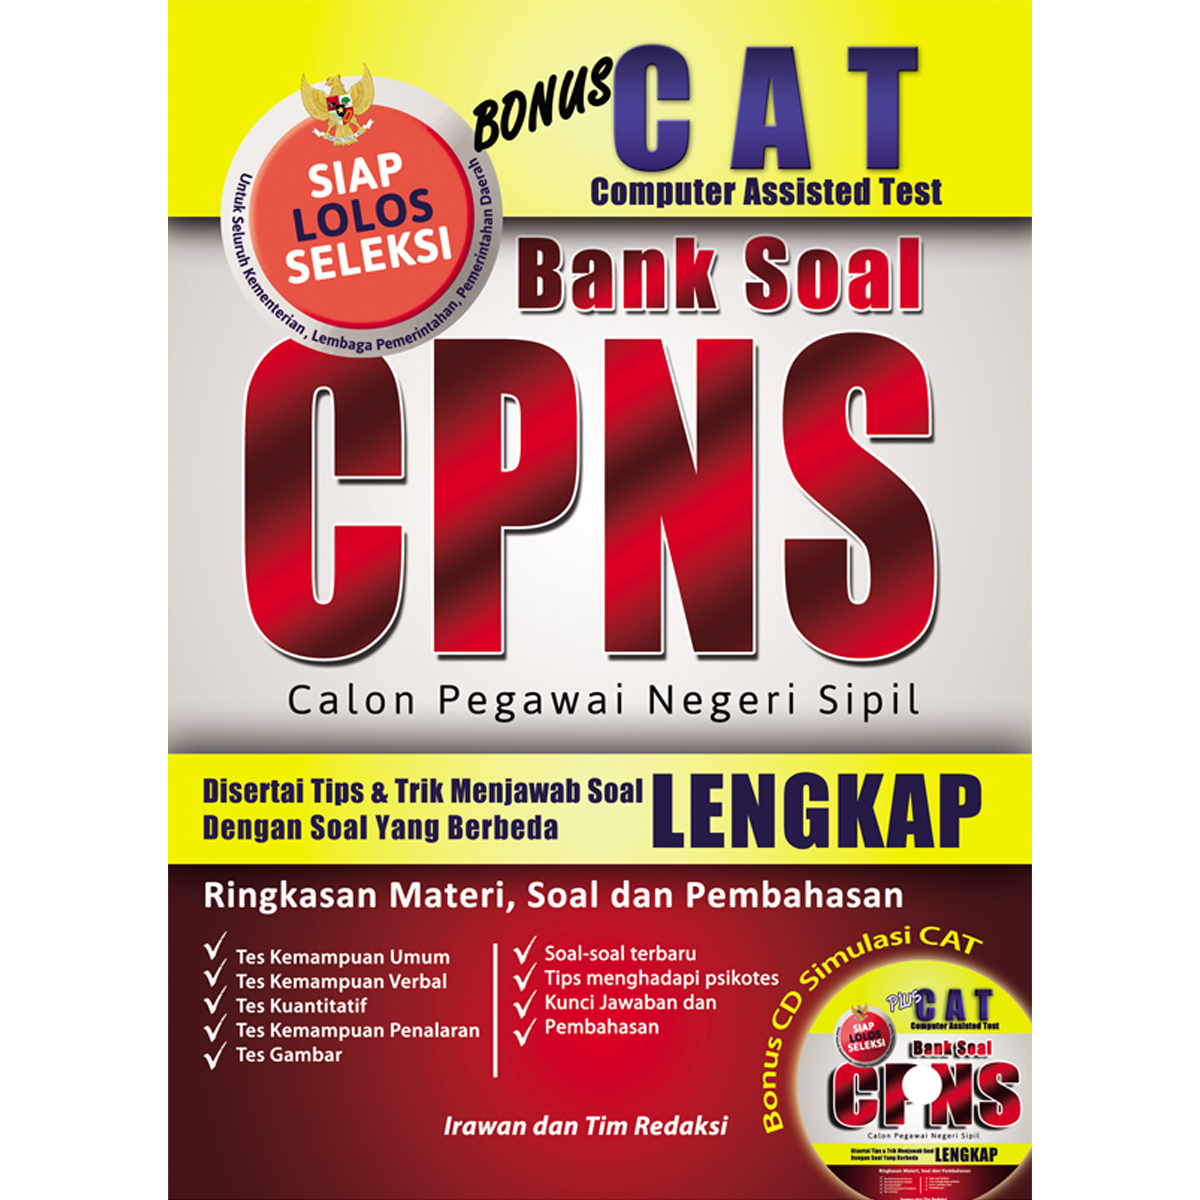 BONUS CAT
Computer Assisted Test
SIAP
LOLOS
SELEKSI
Untuk Seluruh Kementerian, Lembaga Pemerintahan, Pemerintahan Daerah
Bank Soal
CPNS
Calon Pegawai Negeri Sipil
Disertai Tips & Trik Menjawab Soal
Dengan Soal Yang Berbeda
LENGKAP
Ringkasan Materi, Soal dan Pembahasan
Tes Kemampuan Umum
Tes Kemampuan Verbal
Tes Kuantitatif
Tes Kemampuan Penalaran
Tes Gambar
Soal-soal terbaru
Tips menghadapi psikotes
Kunci Jawaban dan
Pembahasan
Irawan dan Tim Redaksi
Bonus CD Simulasi CAT
PLUS CAT
Computer Assisted Test
SIAP
LOLOS
SELEKSI
Bank Soal
CPNS
Calon Pegawai Negeri Sipil
Disertai Tips & Trik Menjawab Soal
Dengan Soal Yang Berbeda
LENGKAP
Ringkasan Materi, Soal dan Pembahasan